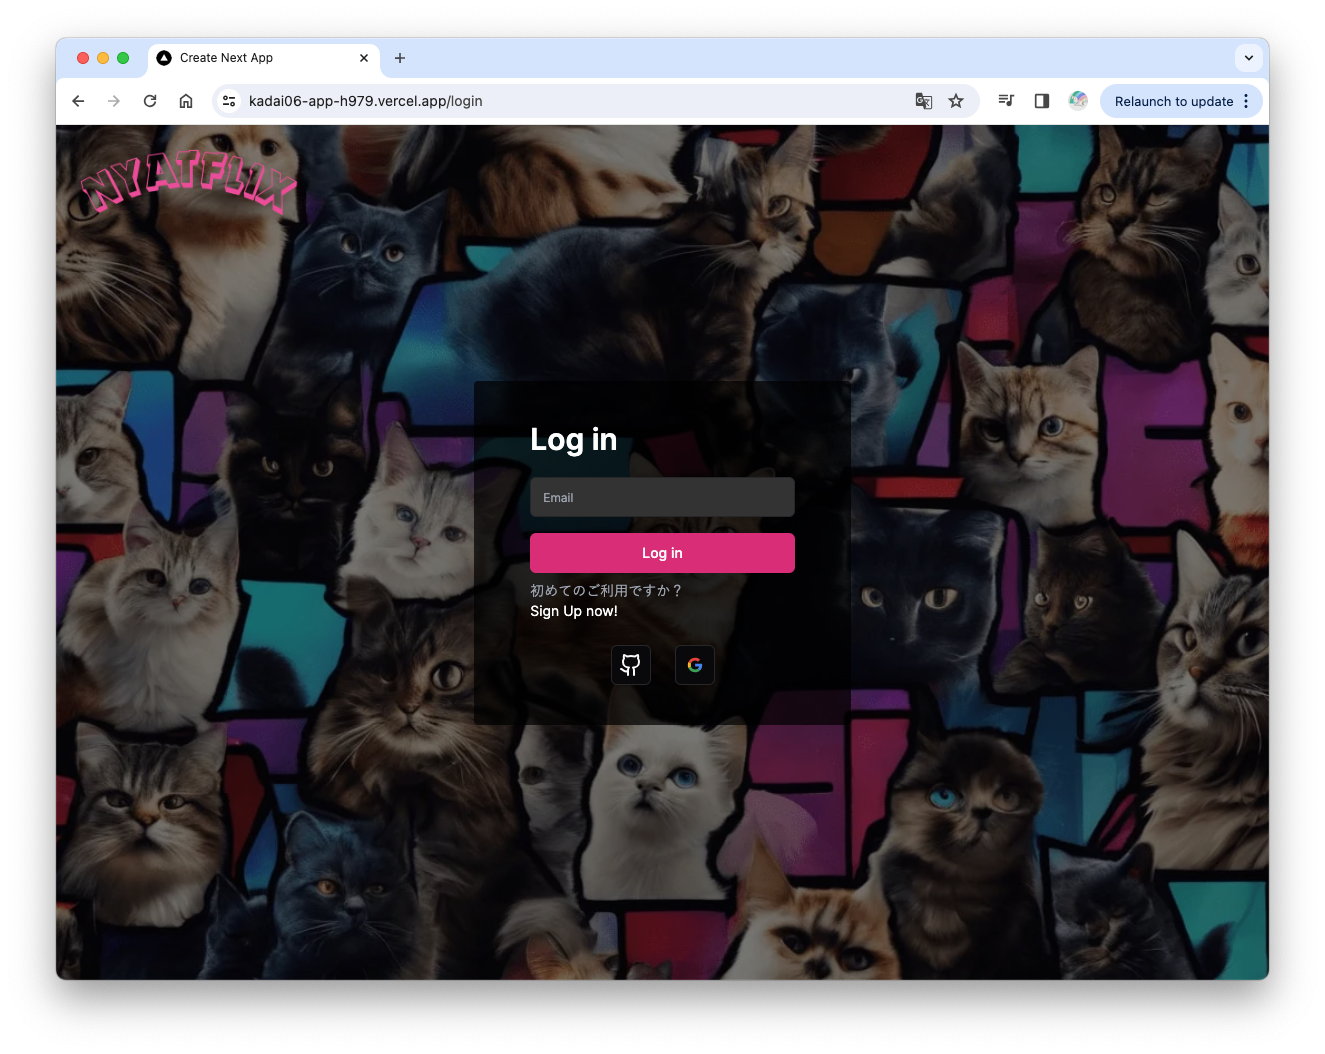 Create Next App
kadai06-app-h979.vercel.app/login
Relaunch to update
NYATFLIX
Log in
Email
Log in
初めてのご利用ですか？
Sign Up now!